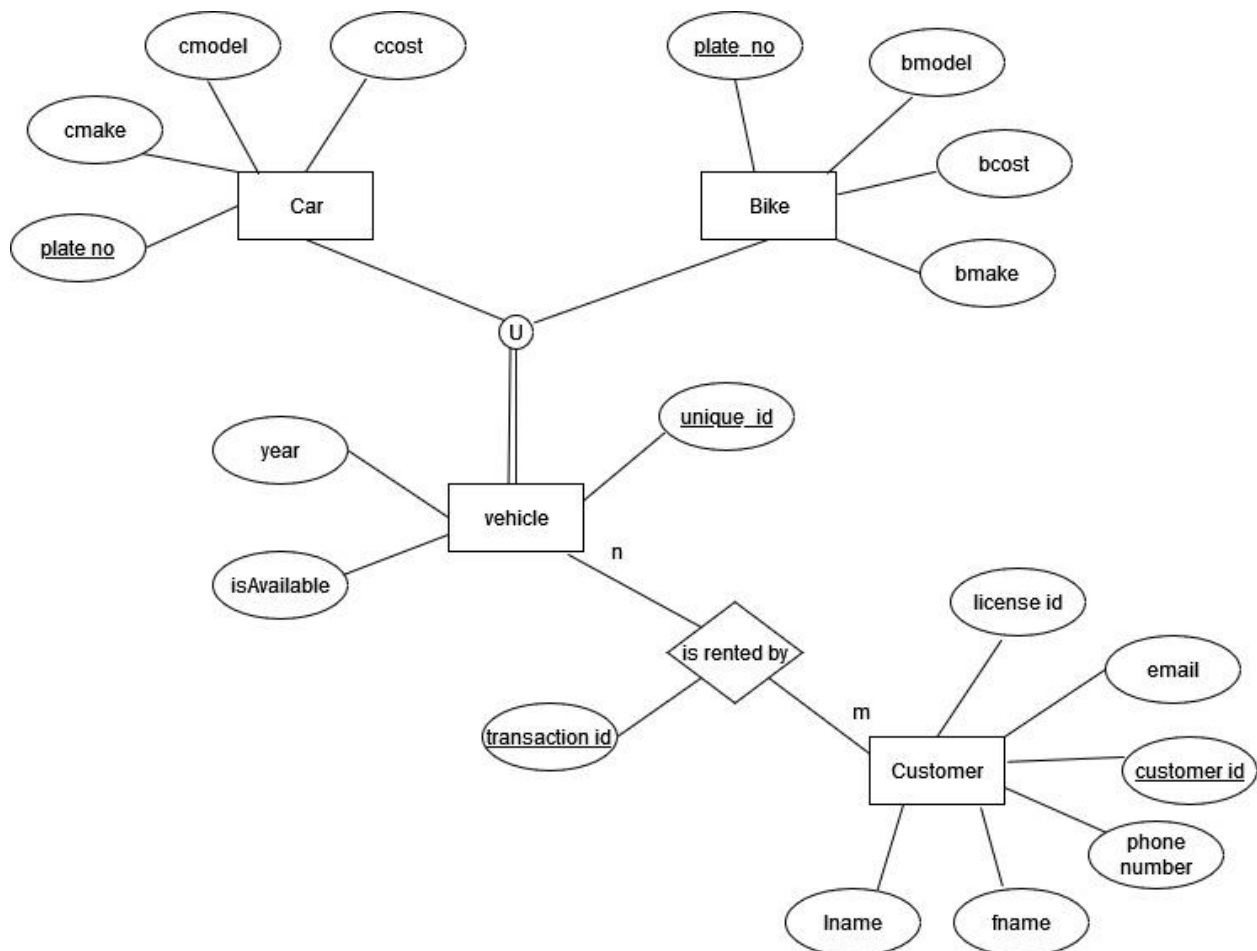 cmodel
ccost
plate_no
bmodel
cmake
bcost
Car
Bike
plate no
bmake
U
unique_id
year
vehicle
n
isAvailable
license id
is rented by
email
m
transaction id
Customer
customer id
phone
number
lname
fname